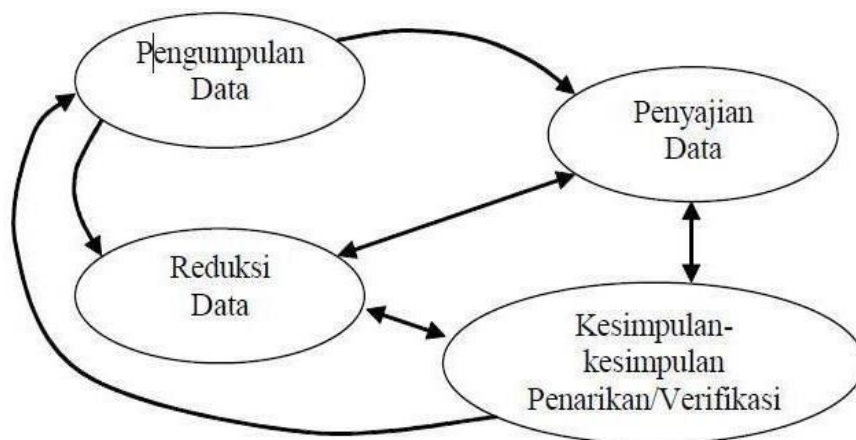 Pengumpulan
Data
Penyajian
Data
Reduksi
Data
Kesimpulan-
kesimpulan
Penarikan/Verifikasi